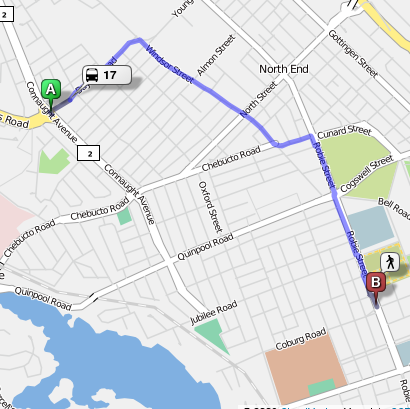 2
Young
Gottingen Street
Windsor Street
Almon Street
North End
A
17
North Street
Connaught Avenue
s Road
2
Cunard Street
Chebucto Road
Robie Street
Cogswell Street
Connaught Avenue
Oxford Street
Chebucto Road
Bell Road
Chebucto Road
Quinpool Road
Robie Street
e
B
Quinpool Road
Jubilee Road
Coburg Road
Robie